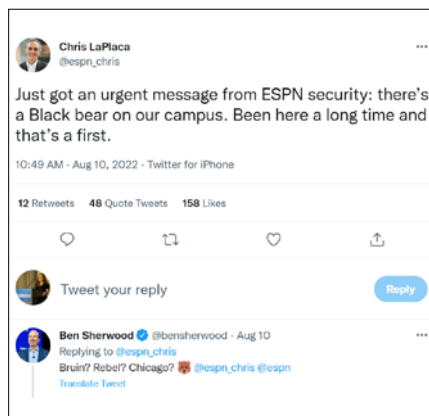 Chris LaPlaca
@espn_chris
Just got an urgent message from ESPN security: there's
a Black bear on our campus. Been here a long time and
that's a first.
10:49 AM · Aug 10, 2022 · Twitter for iPhone
12 Retweets 48 Quote Tweets 158 Likes
Tweet your reply
Reply
Ben Sherwood @bensherwood · Aug 10
Replying to @espn_chris
Bruin? Rebel? Chicago? 🐻 @espn_chris @espn
Translate Tweet